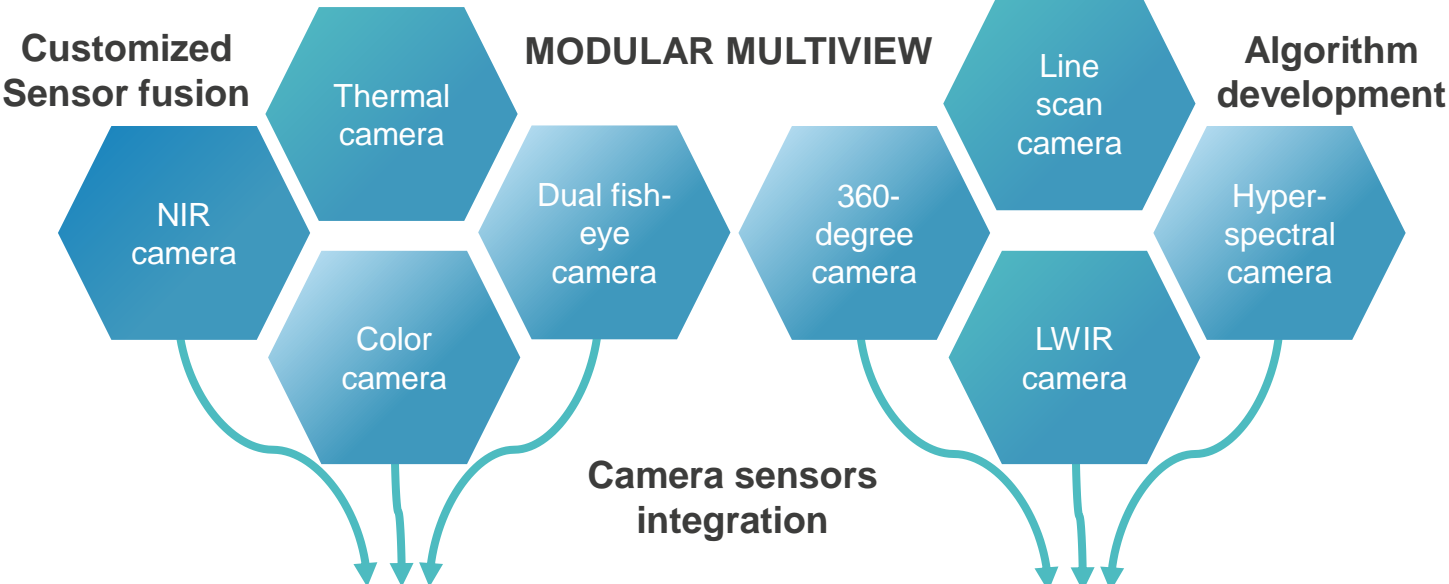 Customized
Sensor fusion
MODULAR MULTIVIEW
Algorithm
development
Thermal
camera
NIR
camera
Color
camera
Dual fish-
eye
camera
Line
scan
camera
360-
degree
camera
LWIR
camera
Hyper-
spectral
camera
Camera sensors
integration